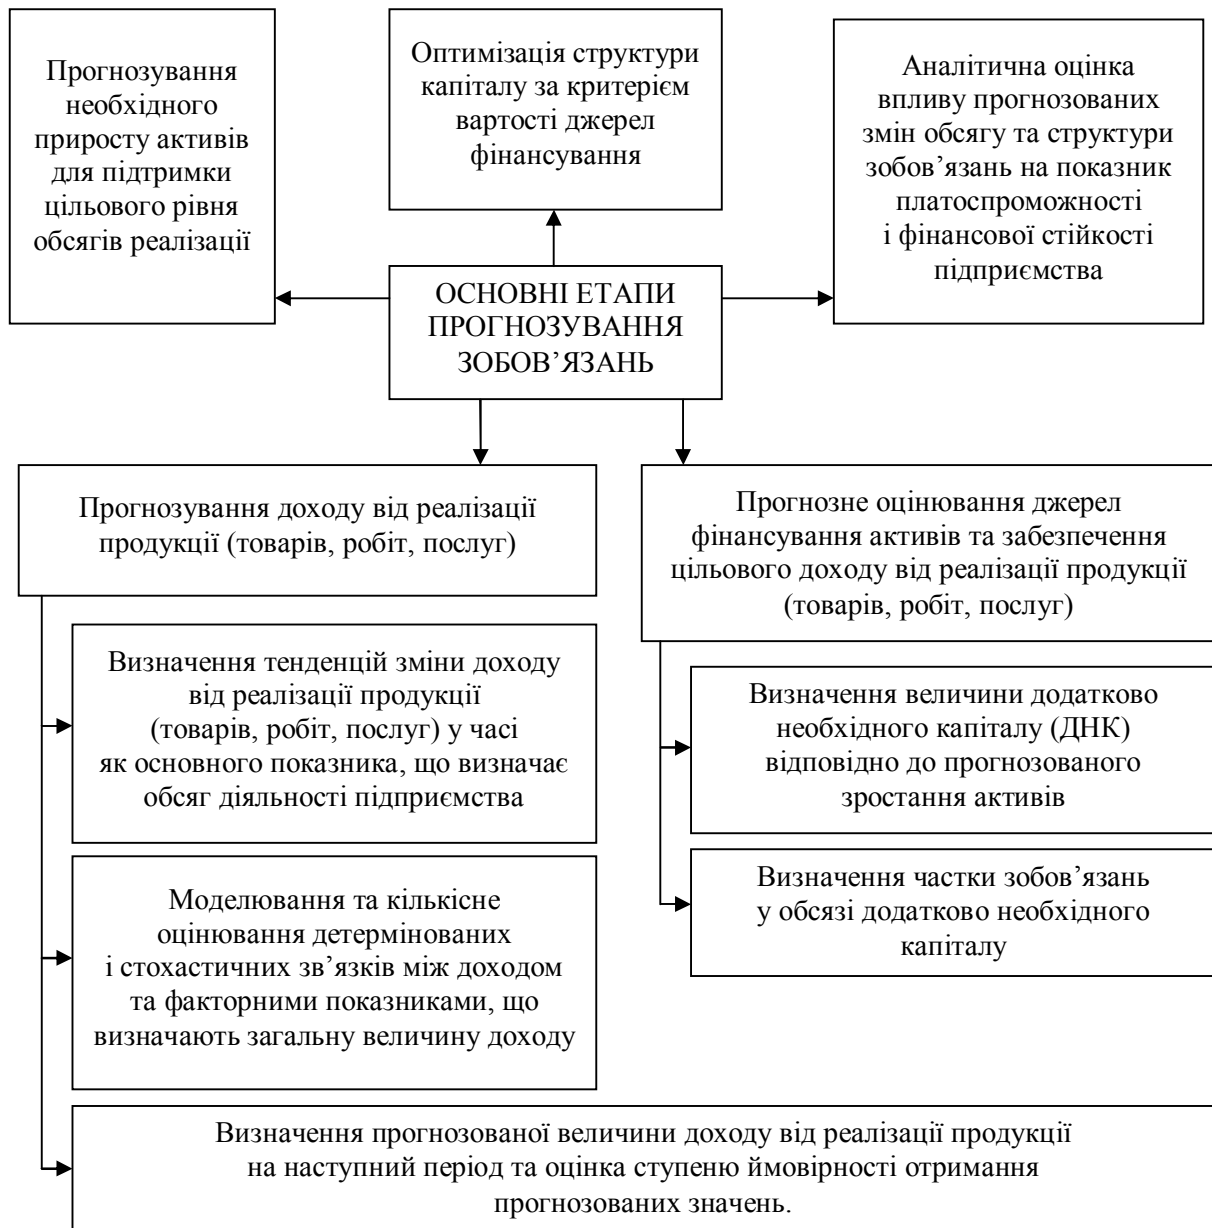 Прогнозування
необхідного
приросту активів
для підтримки
цільового рівня
обсягів реалізації
Оптимізація структури
капіталу за критерієм
вартості джерел
фінансування
Аналітична оцінка
впливу прогнозованих
змін обсягу та структури
зобов’язань на показник
платоспроможності
і фінансової стійкості
підприємства
ОСНОВНІ ЕТАПИ
ПРОГНОЗУВАННЯ
ЗОБОВ’ЯЗАНЬ
Прогнозування доходу від реалізації
продукції (товарів, робіт, послуг)
Визначення тенденцій зміни доходу
від реалізації продукції
(товарів, робіт, послуг) у часі
як основного показника, що визначає
обсяг діяльності підприємства
Моделювання та кількісне
оцінювання детермінованих
і стохастичних зв’язків між доходом
та факторними показниками, що
визначають загальну величину доходу
Прогнозне оцінювання джерел
фінансування активів та забезпечення
цільового доходу від реалізації продукції
(товарів, робіт, послуг)
Визначення величини додатково
необхідного капіталу (ДНК)
відповідно до прогнозованого
зростання активів
Визначення частки зобов’язань
у обсязі додатково необхідного
капіталу
Визначення прогнозованої величини доходу від реалізації продукції
на наступний період та оцінка ступеню ймовірності отримання
прогнозованих значень.